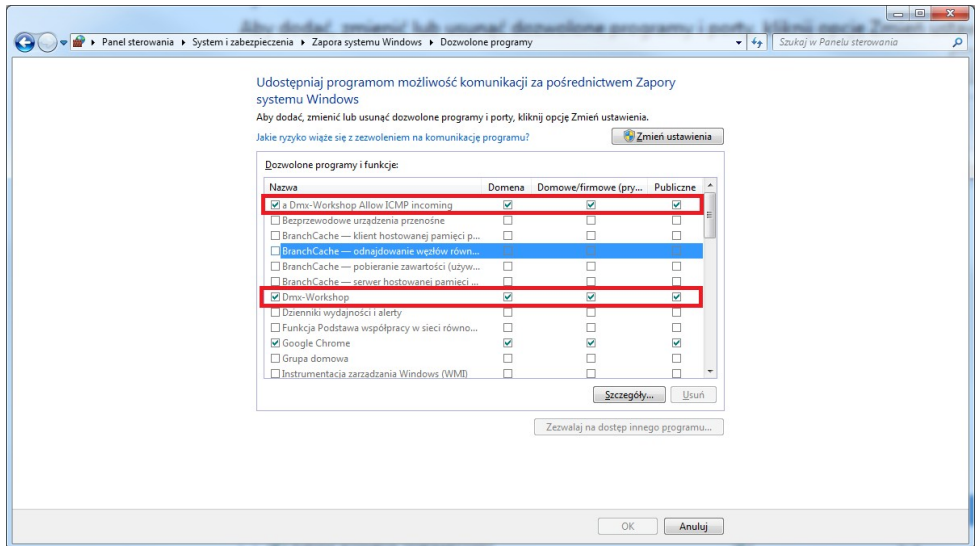 Panel sterowania ▸ System i zabezpieczenia ▸ Zapora systemu Windows ▸ Dozwolone programy
Szukaj w Panelu sterowania
Udostępniaj programom możliwość komunikacji za pośrednictwem Zapory
systemu Windows
Aby dodać, zmienić lub usunąć dozwolone programy i porty, kliknij opcję Zmień ustawienia.
Jakie ryzyko wiąże się z zezwoleniem na komunikację programu?
Zmień ustawienia
Dozwolone programy i funkcje:
Nazwa Domena Domowe/firmowe (pry... Publiczne
a Dmx-Workshop Allow ICMP incoming
Bezprzewodowe urządzenia przenośne
BranchCache — klient hostowanej pamięci p...
BranchCache — odnajdowanie węzłów równ...
BranchCache — pobieranie zawartości (używ...
BranchCache — serwer hostowanej pamięci ...
Dmx-Workshop
Dzienniki wydajności i alerty
Funkcja Podstawa współpracy w sieci równo...
Google Chrome
Grupa domowa
Instrumentacja zarządzania Windows (WMI)
Szczegóły... Usuń
Zezwalaj na dostęp innego programu...
OK Anuluj